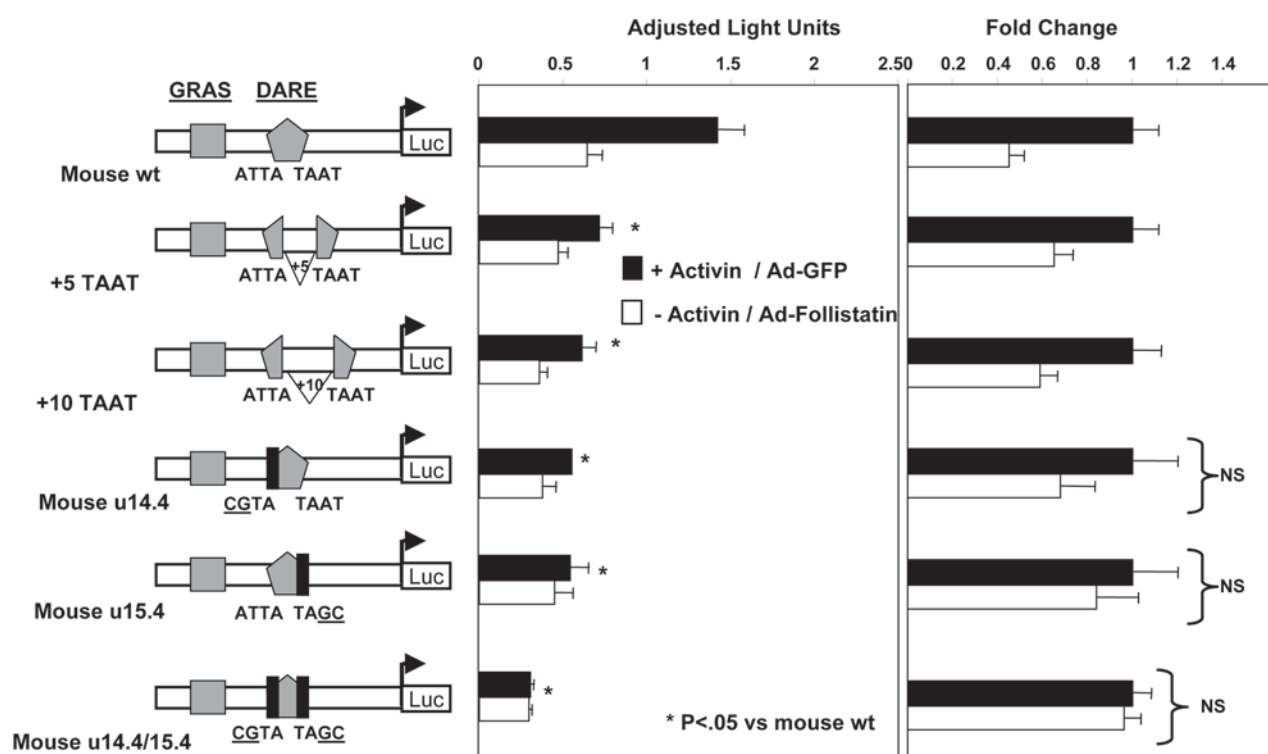 Adjusted Light Units
Fold Change
0 0.5 1 1.5 2 2.50 0.2 0.4 0.6 0.8 1 1.2 1.4
GRAS DARE
Luc
ATTA TAAT
Mouse wt
Luc
*
+5
ATTA TAAT
+5 TAAT
+ Activin / Ad-GFP
- Activin / Ad-Follistatin
Luc
*
+10
ATTA TAAT
+10 TAAT
Luc
*
NS
CGTA TAAT
Mouse u14.4
Luc
*
NS
ATTA TAGC
Mouse u15.4
Luc
*
NS
* P<.05 vs mouse wt
CGTA TAGC
Mouse u14.4/15.4